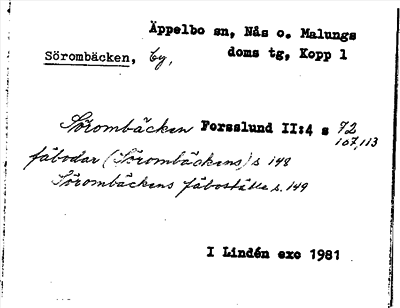 Äppelbo sn, Nås o. Malungs
Sörombäcken, by, doms tg, Kopp l
Sörombäcken Forsslund II:4 s 72
107,113
fäbodar (Sörombäckens) s 148
Sörombäckens fäboställe s. 149
I Lindén exc 1981